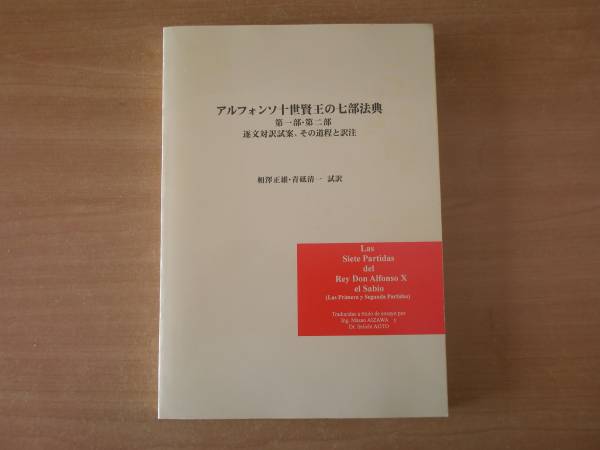 アルフォンソ十世賢王の七部法典
第一部・第二部
逐文対訳試案、その道程と訳注
相澤正雄・青砥清一 試訳
Las
Siete Partidas
del
Rey Don Alfonso X
el Sabio
(Las Primera y Segunda Partidas)
Traducidas a título de ensayo por
Ing. Masao AIZAWA y
Dr. Seiichi AOTO